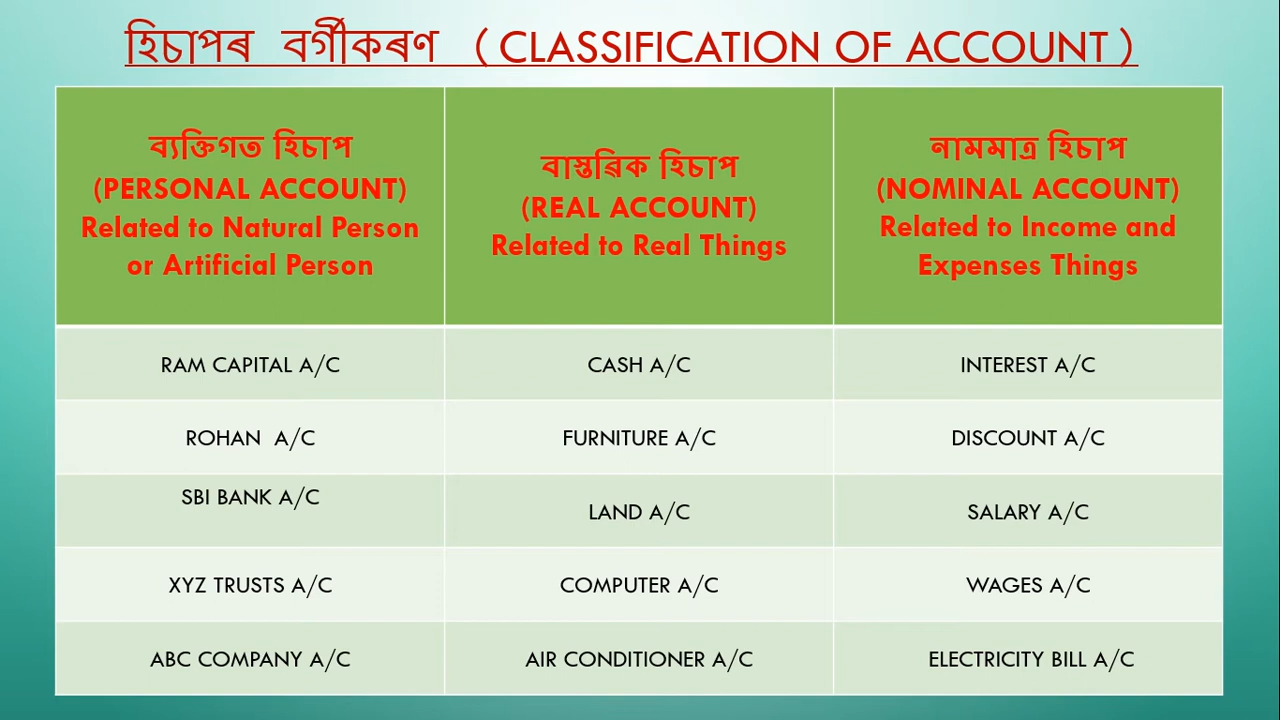 হিচাপৰ বৰ্গীকৰণ (CLASSIFICATION OF ACCOUNT)
ব্যক্তিগত হিচাপ
(PERSONAL ACCOUNT)
Related to Natural Person
or Artificial Person
বাস্তৱিক হিচাপ
(REAL ACCOUNT)
Related to Real Things
নামমাত্ৰ হিচাপ
(NOMINAL ACCOUNT)
Related to Income and
Expenses Things
RAM CAPITAL A/C
CASH A/C
INTEREST A/C
ROHAN A/C
FURNITURE A/C
DISCOUNT A/C
SBI BANK A/C
LAND A/C
SALARY A/C
XYZ TRUSTS A/C
COMPUTER A/C
WAGES A/C
ABC COMPANY A/C
AIR CONDITIONER A/C
ELECTRICITY BILL A/C